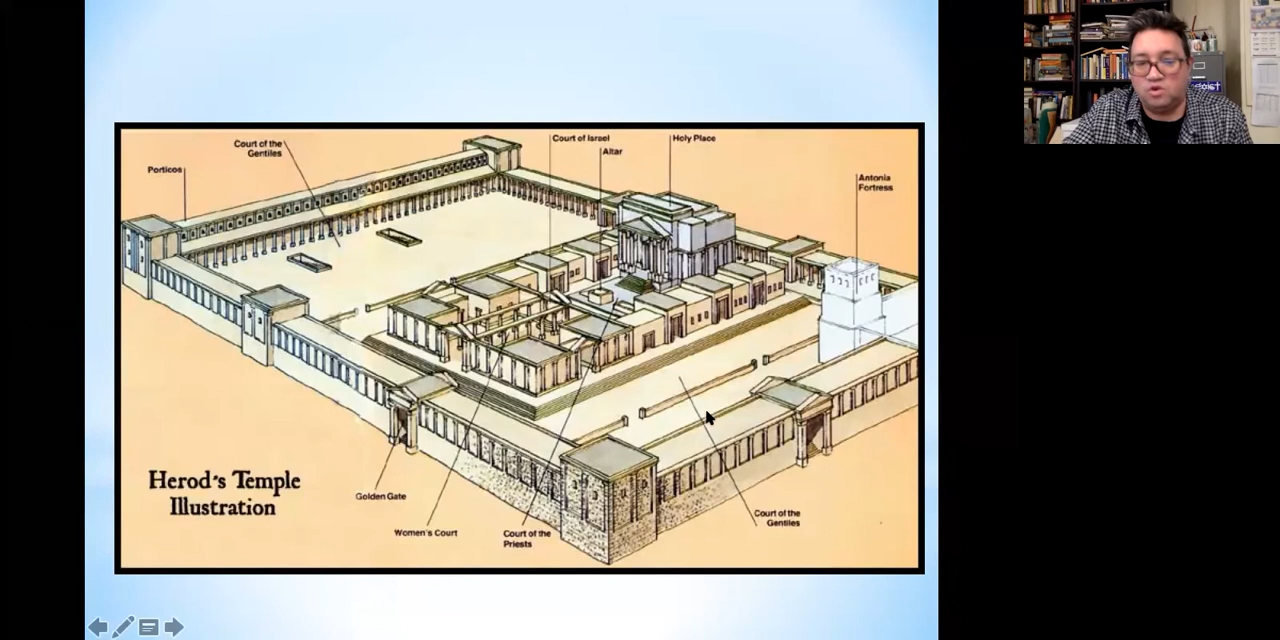 Court of the
Gentiles
Porticos
Court of Israel
Altar
Holy Place
Antonia
Fortress
Herod's Temple
Illustration
Golden Gate
Women's Court
Court of the
Priests
Court of the
Gentiles